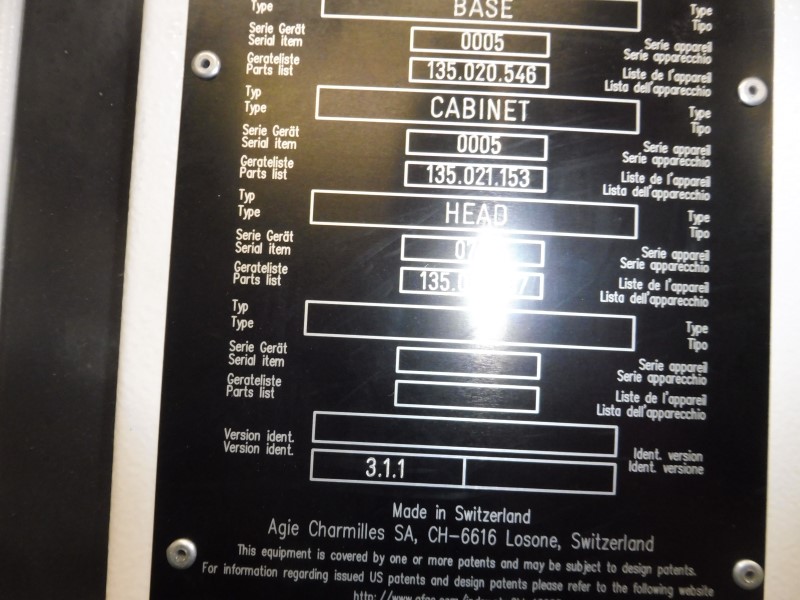 Type BASE Type
Tipo
Serie Gerät Serie appareil
Serial item 0005 Serie apparecchio
Gerateliste Liste de l'appareil
Parts list 135.020.546 Lista dell'apparecchio
Typ
Type CABINET Type
Tipo
Serie Gerät Serie appareil
Serial item 0005 Serie apparecchio
Gerateliste Liste de l'appareil
Parts list 135.021.153 Lista dell'apparecchio
Typ
Type HEAD Type
Tipo
Serie Gerät Serie appareil
Serial item Serie apparecchio
Gerateliste Liste de l'appareil
Parts list Lista dell'apparecchio
Typ
Type Type
Tipo
Serie Gerät Serie appareil
Serial item Serie apparecchio
Gerateliste Liste de l'appareil
Parts list Lista dell'apparecchio
Version ident. Ident. version
Version ident. 3.1.1 Ident. versione
Made in Switzerland
Agie Charmilles SA, CH-6616 Losone, Switzerland
This equipment is covered by one or more patents and may be subject to design patents.
For information regarding issued US patents and design patents please refer to the following website